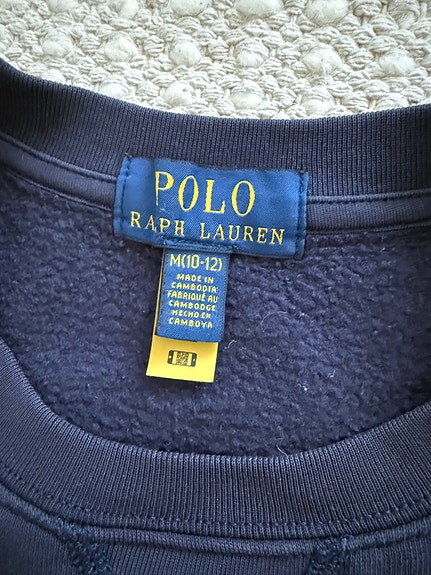 POLO
RALPH LAUREN
M(10-12)
MADE IN
CAMBODIA
FABRIQUÉ AU
CAMBODGE
HECHO EN
CAMBOYA